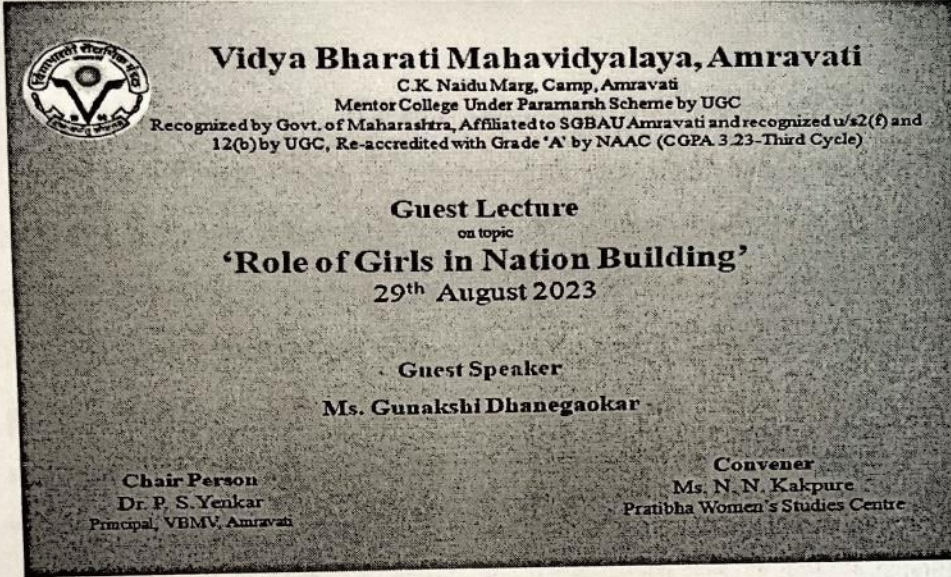 विद्याभारती शैक्षणिक मंडळ
Vidya Bharati Mahavidyalaya, Amravati
C.K. Naidu Marg, Camp, Amravati
Mentor College Under Paramarsh Scheme by UGC
Recognized by Govt. of Maharashtra, Affiliated to SGBAU Amravati and recognized u/s2(f) and
12(b) by UGC, Re-accredited with Grade 'A' by NAAC (CGPA 3.23-Third Cycle)
Guest Lecture
on topic
'Role of Girls in Nation Building'
29th August 2023
Guest Speaker
Ms. Gunakshi Dhanegaokar
Chair Person
Dr. P. S. Yenkar
Principal, VBMV, Amravati
Convener
Ms. N. N. Kakpure
Pratibha Women's Studies Centre